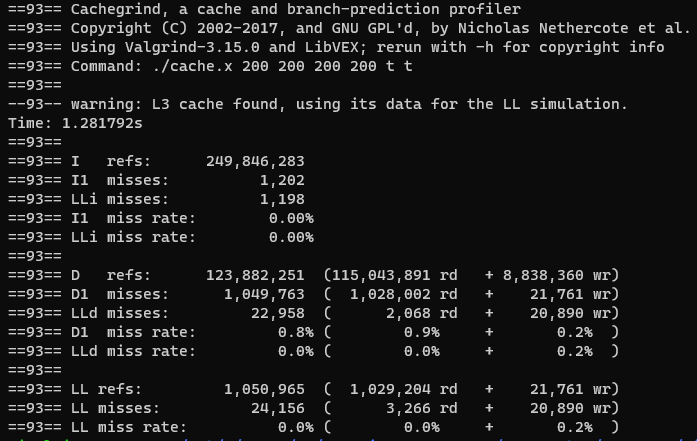 ==93== Cachegrind, a cache and branch-prediction profiler
==93== Copyright (C) 2002-2017, and GNU GPL'd, by Nicholas Nethercote et al.
==93== Using Valgrind-3.15.0 and LibVEX; rerun with -h for copyright info
==93== Command: ./cache.x 200 200 200 200 t t
==93==
--93-- warning: L3 cache found, using its data for the LL simulation.
Time: 1.281792s
==93==
==93== I   refs:      249,846,283
==93== I1  misses:          1,202
==93== LLi misses:          1,198
==93== I1  miss rate:        0.00%
==93== LLi miss rate:        0.00%
==93==
==93== D   refs:      123,882,251  (115,043,891 rd   + 8,838,360 wr)
==93== D1  misses:      1,049,763  (  1,028,002 rd   +    21,761 wr)
==93== LLd misses:         22,958  (      2,068 rd   +    20,890 wr)
==93== D1  miss rate:         0.8% (        0.9%     +       0.2%  )
==93== LLd miss rate:         0.0% (        0.0%     +       0.2%  )
==93==
==93== LL refs:         1,050,965  (  1,029,204 rd   +    21,761 wr)
==93== LL misses:          24,156  (      3,266 rd   +    20,890 wr)
==93== LL miss rate:          0.0% (        0.0%     +       0.2%  )